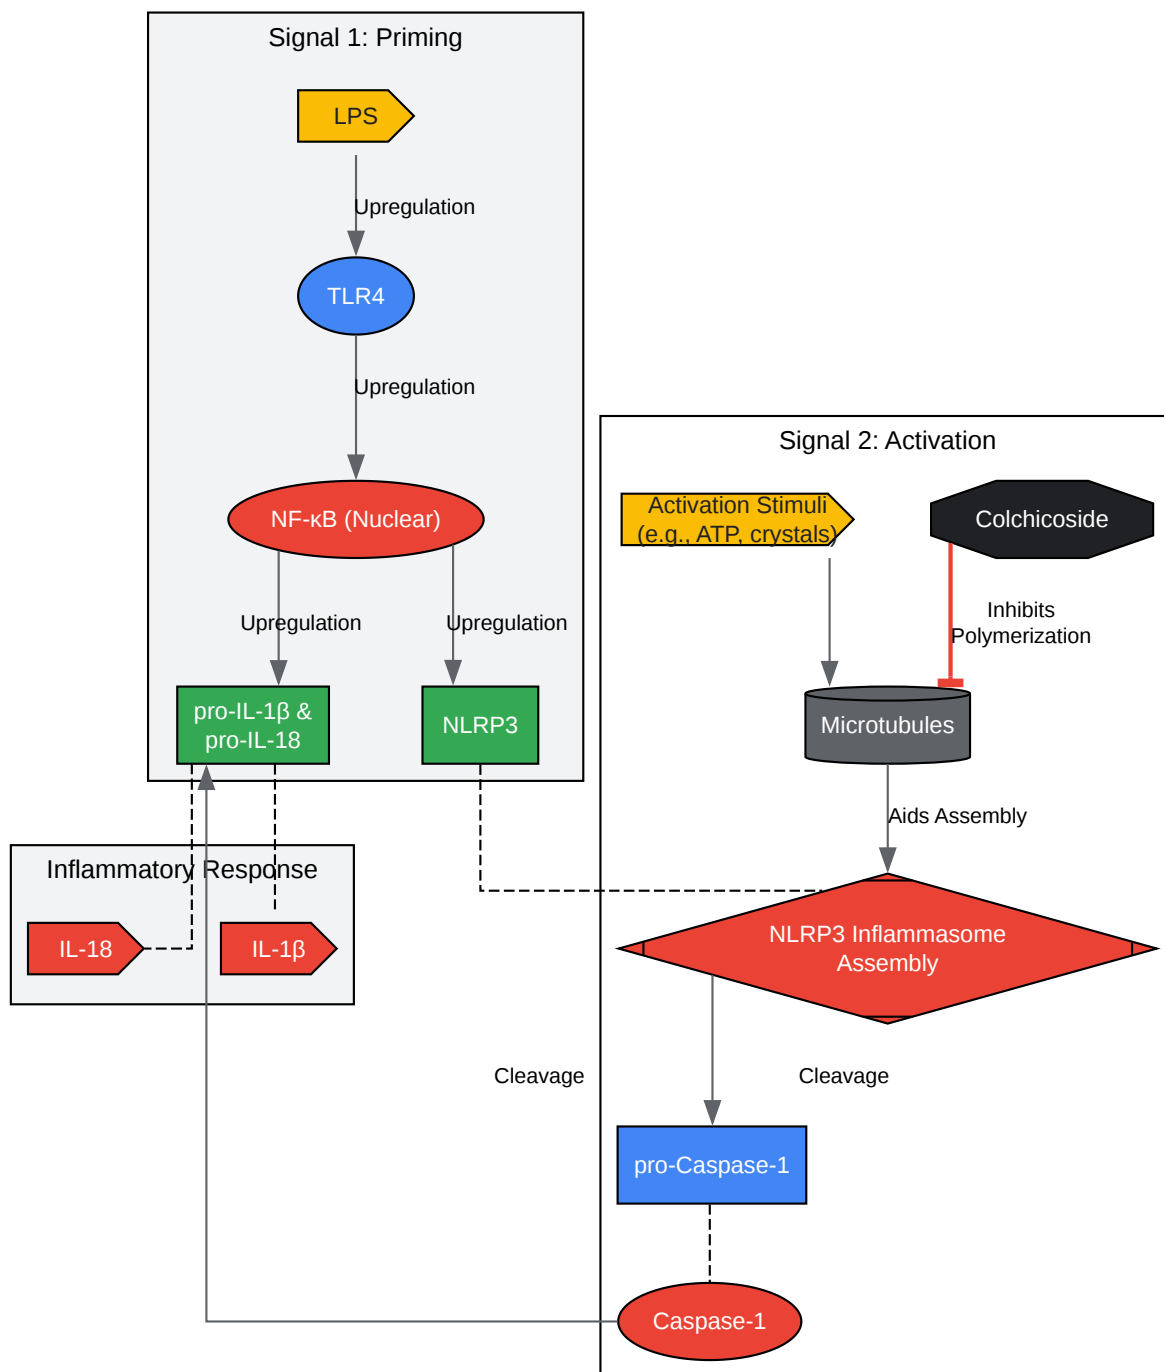 Signal 1: Priming
LPS
Upregulation
TLR4
Upregulation
NF-κB (Nuclear)
Upregulation
Upregulation
pro-IL-1β &
pro-IL-18
NLRP3
Signal 2: Activation
Activation Stimuli
(e.g., ATP, crystals)
Colchicoside
Inhibits
Polymerization
Microtubules
Aids Assembly
Inflammatory Response
IL-18
IL-1β
NLRP3 Inflammasome
Assembly
Cleavage
Cleavage
pro-Caspase-1
Caspase-1